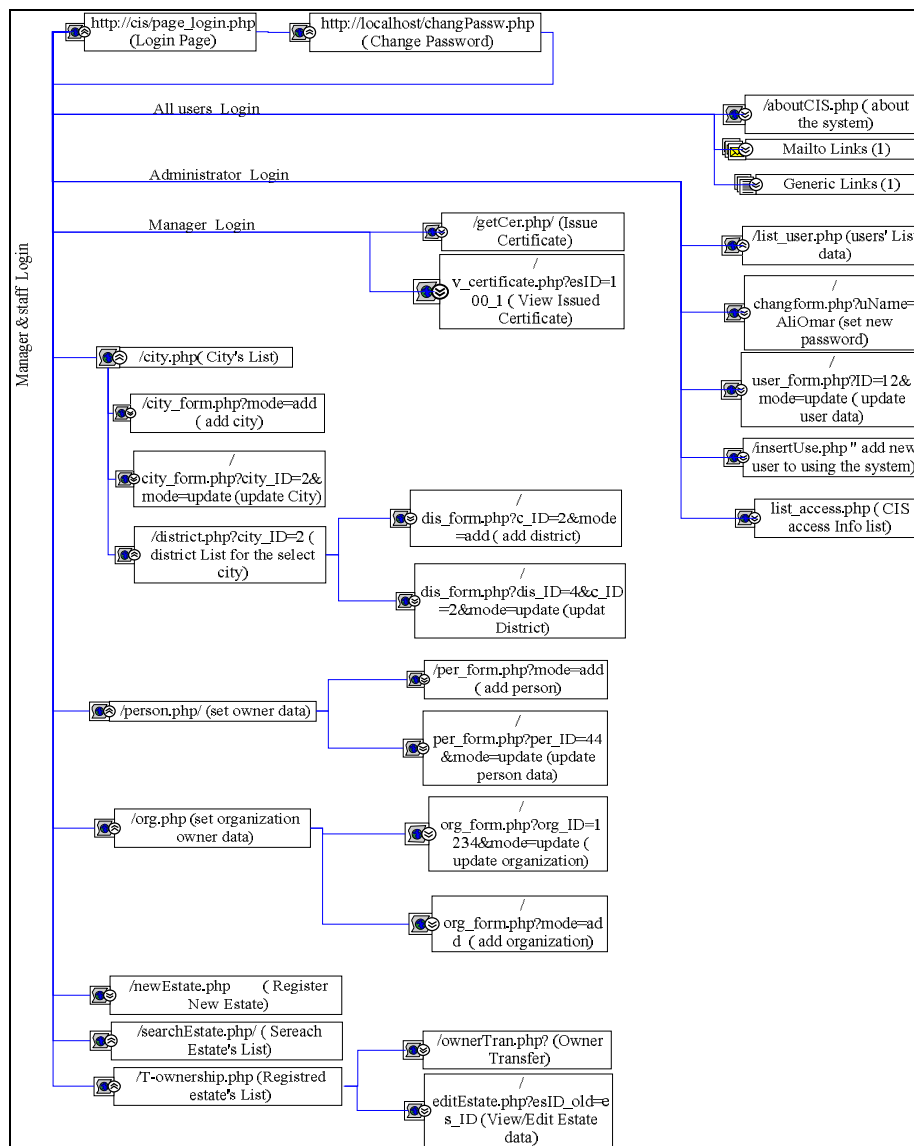 http://cis/page_login.php
(Login Page)
http://localhost/changPassw.php
( Change Password)
Manager & staff Login
All users Login
/aboutCIS.php ( about
the system)
Mailto Links (1)
Generic Links (1)
Administrator Login
/list_user.php (users' List
data)
/
changform.php?uName=
AliOmar (set new
password)
/
user_form.php?ID=12&
mode=update ( update
user data)
/insertUse.php " add new
user to using the system)
list_access.php ( CIS
access Info list)
Manager Login
/getCer.php/ (Issue
Certificate)
/
v_certificate.php?esID=1
00_1 ( View Issued
Certificate)
/city.php( City's List)
/city_form.php?mode=add
( add city)
/
city_form.php?city_ID=2&
mode=update (update City)
/district.php?city_ID=2 (
district List for the select
city)
/
dis_form.php?c_ID=2&mode
=add ( add district)
/
dis_form.php?dis_ID=4&c_ID
=2&mode=update (updat
District)
/person.php/ (set owner data)
/per_form.php?mode=add
( add person)
/
per_form.php?per_ID=44
&mode=update (update
person data)
/org.php (set organization
owner data)
/
org_form.php?org_ID=1
234&mode=update (
update organization)
/
org_form.php?mode=ad
d ( add organization)
/newEstate.php ( Register
New Estate)
/searchEstate.php/ ( Sereach
Estate's List)
/T-ownership.php (Registred
estate's List)
/ownerTran.php? (Owner
Transfer)
/
editEstate.php?esID_old=e
s_ID (View/Edit Estate
data)